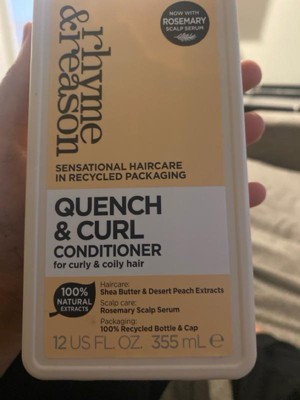 rhyme
& reason
NOW WITH
ROSEMARY
SCALP SERUM
SENSATIONAL HAIRCARE
IN RECYCLED PACKAGING
QUENCH
& CURL
CONDITIONER
for curly & coily hair
100%
NATURAL
EXTRACTS
Haircare:
Shea Butter & Desert Peach Extracts
Scalp care:
Rosemary Scalp Serum
Packaging:
100% Recycled Bottle & Cap
12 US FL. OZ. 355 mL ℮